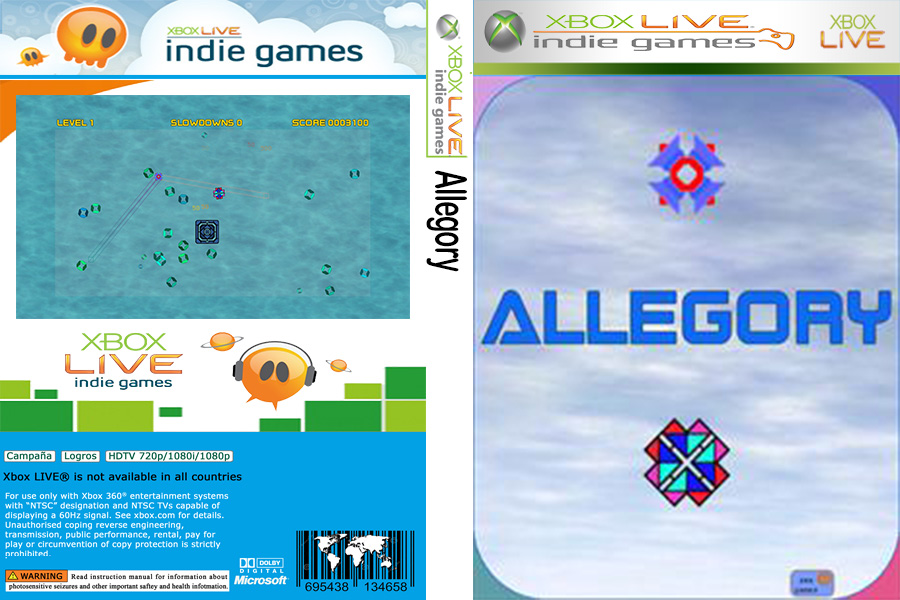 XBOX LIVE
indie games
LEVEL 1 SLOWDOWNS 0 SCORE 0003100
XBOX
LIVE
indie games
Campaña Logros HDTV 720p/1080i/1080p
Xbox LIVE® is not available in all countries
For use only with Xbox 360® entertainment systems
with “NTSC” designation and NTSC TVs capable of
displaying a 60Hz signal. See xbox.com for details.
Unauthorised coping reverse engineering,
transmission, public performance, rental, pay for
play or circumvention of copy protection is strictly
prohibited.
WARNING Read instruction manual for information about
photosensitive seizures and other important saftey and health infotmation.
DOLBY
DIGITAL
Microsoft®
695438 134658
XBOX LIVE
indie games
Allegory
XBOX LIVE™
indie games
XBOX
LIVE
ALLEGORY